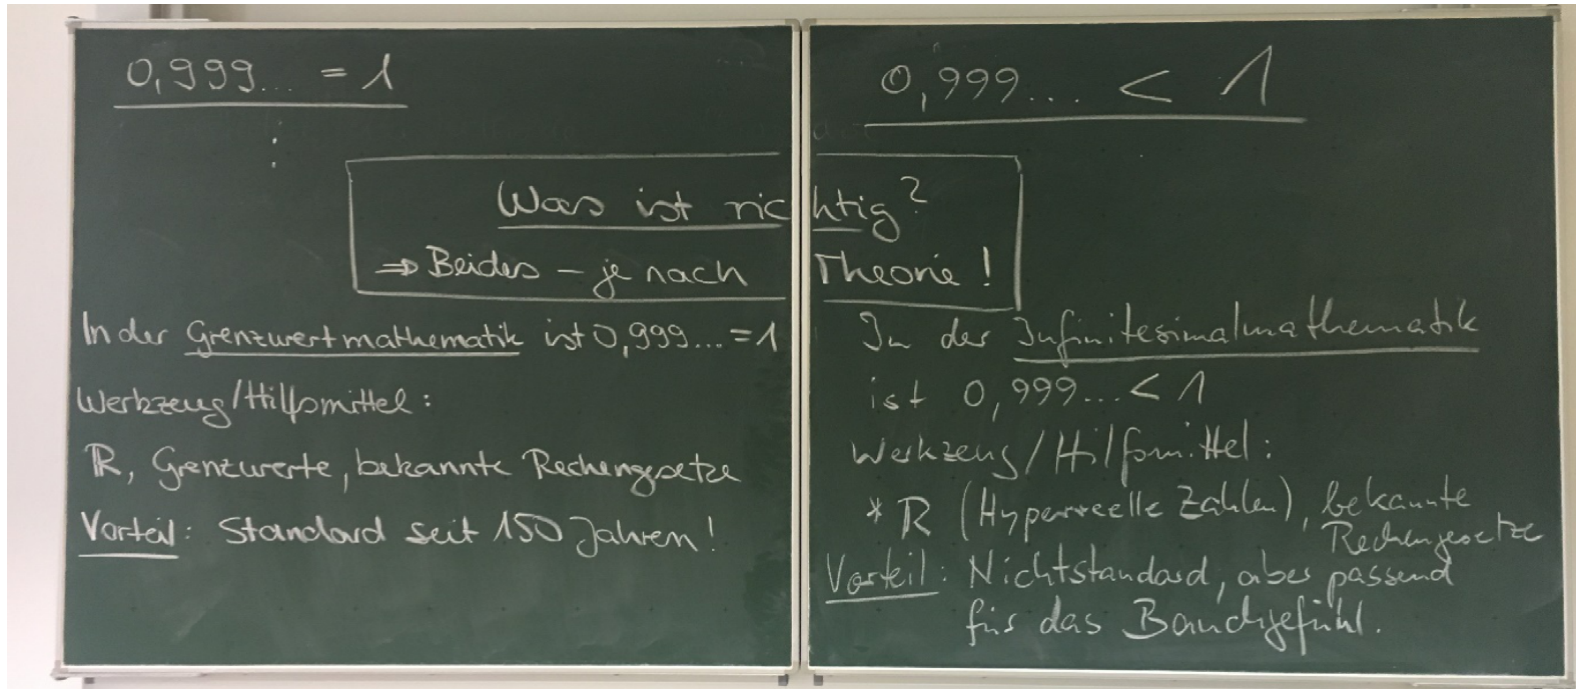 0,999... = 1
0,999... < 1
Was ist richtig?
⇒ Beides – je nach Theorie!
In der Grenzwertmathematik ist 0,999... = 1
Werkzeug/Hilfsmittel:
ℝ, Grenzwerte, bekannte Rechengesetze
Vorteil: Standard seit 150 Jahren!
In der Infinitesimalmathematik
ist 0,999... < 1
Werkzeug/Hilfsmittel:
*ℝ (Hyperreelle Zahlen), bekannte
Rechengesetze
Vorteil: Nichtstandard, aber passend
für das Bauchgefühl.